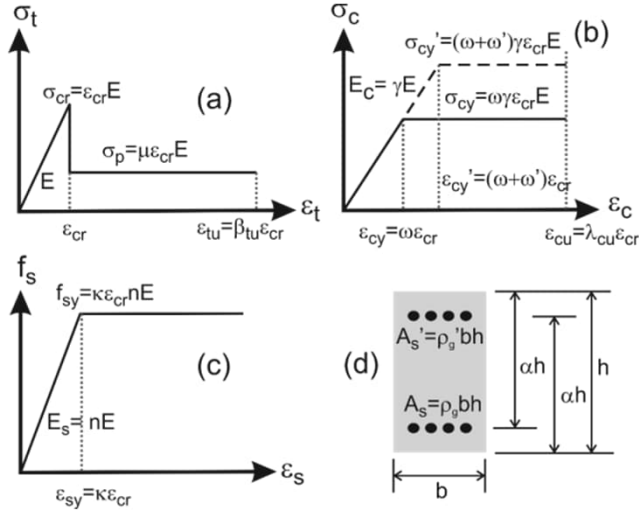 σt
(a)
σcr=εcrE
E
σp=μεcrE
εcr
εtu=βtuεcr
εt
σc
(b)
σcy'=(ω+ω')γεcrE
Ec= γE
σcy=ωγεcrE
εcy'=(ω+ω')εcr
εcy=ωεcr
εcu=λcuεcr
εc
fs
fsy=κεcrnE
(c)
Es= nE
εsy=κεcr
εs
(d)
As'=ρg'bh
As=ρgbh
αh
αh
h
b